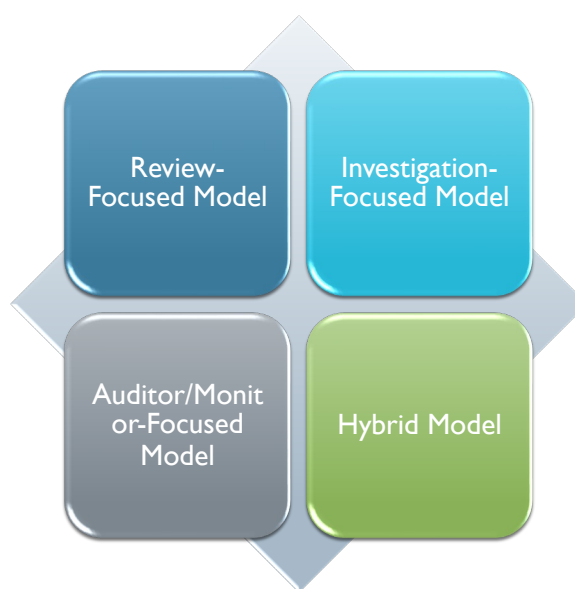 Review-
Focused Model
Investigation-
Focused Model
Auditor/Monit
or-Focused
Model
Hybrid Model